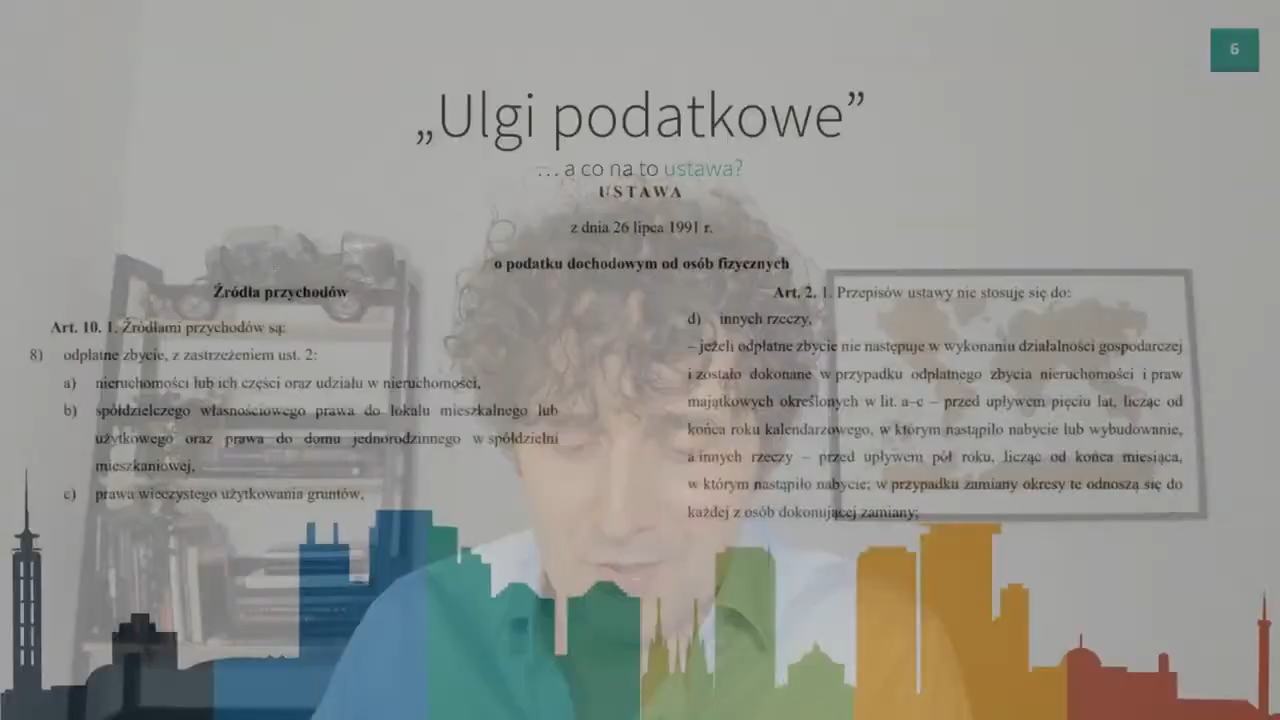 6
„Ulgi podatkowe”
... a co na to ustawa?
USTAWA
z dnia 26 lipca 1991 r.
o podatku dochodowym od osób fizycznych
Źródła przychodów
Art. 10. 1. Źródłami przychodów są:
8) odpłatne zbycie, z zastrzeżeniem ust. 2:
a) nieruchomości lub ich części oraz udziału w nieruchomości,
b) spółdzielczego własnościowego prawa do lokalu mieszkalnego lub
użytkowego oraz prawa do domu jednorodzinnego w spółdzielni
mieszkaniowej,
c) prawa wieczystego użytkowania gruntów,
Art. 2. 1. Przepisów ustawy nie stosuje się do:
d) innych rzeczy,
– jeżeli odpłatne zbycie nie następuje w wykonaniu działalności gospodarczej
i zostało dokonane w przypadku odpłatnego zbycia nieruchomości i praw
majątkowych określonych w lit. a–c – przed upływem pięciu lat, licząc od
końca roku kalendarzowego, w którym nastąpiło nabycie lub wybudowanie,
a innych rzeczy – przed upływem pół roku, licząc od końca miesiąca,
w którym nastąpiło nabycie; w przypadku zamiany okresy te odnoszą się do
każdej z osób dokonującej zamiany;